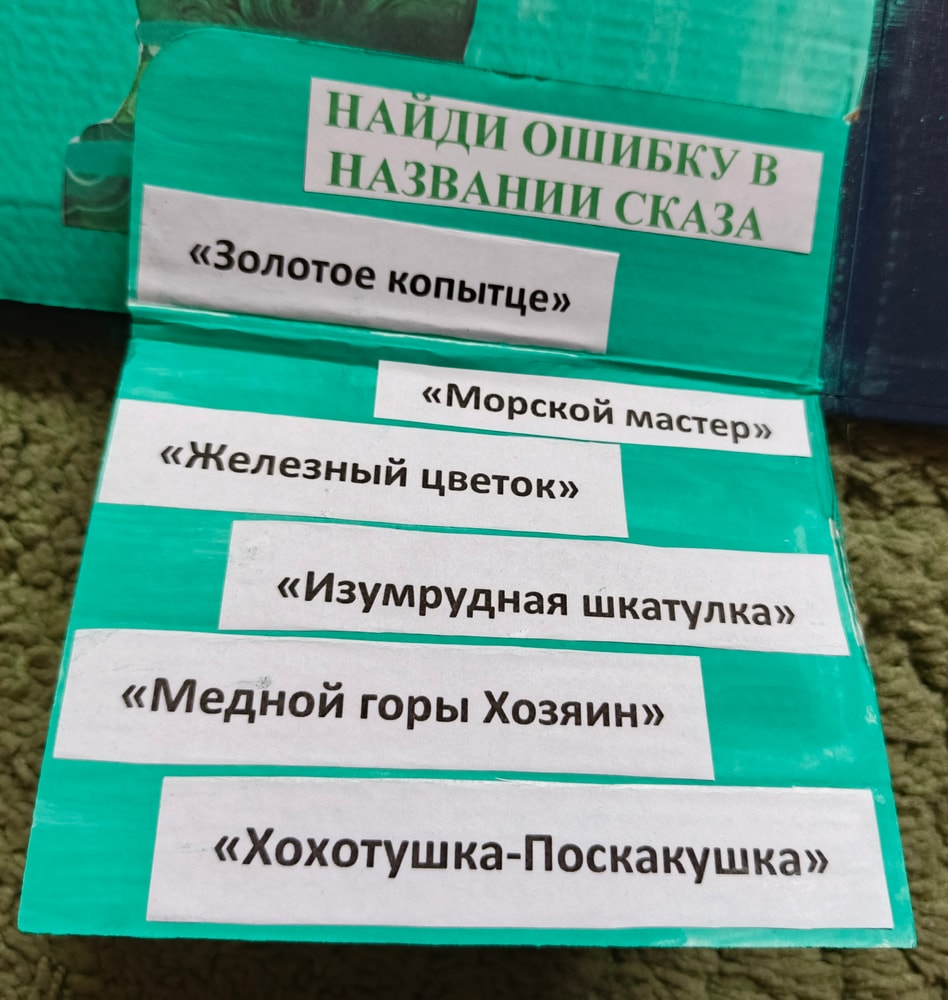 НАЙДИ ОШИБКУ В
НАЗВАНИИ СКАЗА
«Золотое копытце»
«Морской мастер»
«Железный цветок»
«Изумрудная шкатулка»
«Медной горы Хозяин»
«Хохотушка-Поскакушка»